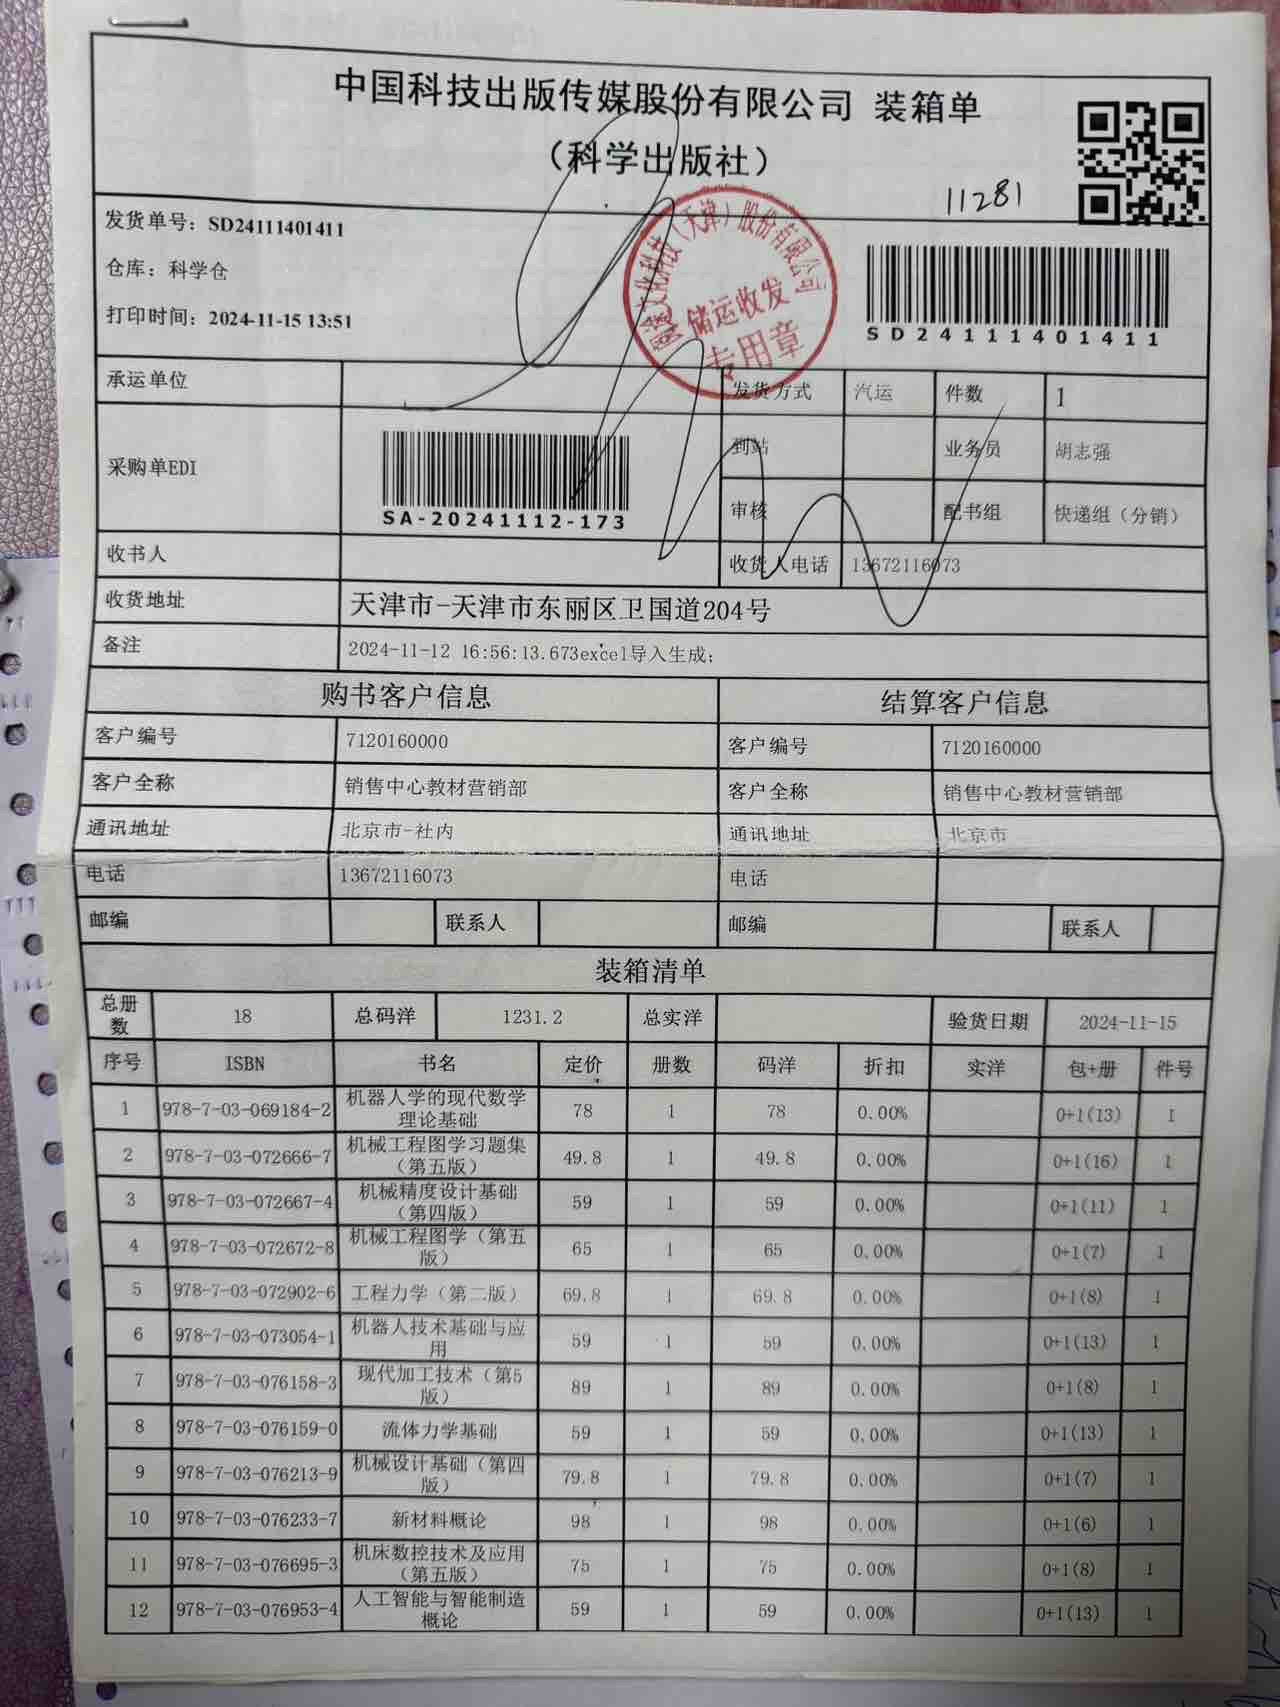 中国科技出版传媒股份有限公司 装箱单
（科学出版社）
11281
发货单号：SD24111401411
仓库：科学仓
打印时间：2024-11-15 13:51
（天津）股份有限公司
储运收发
专用章
SD24111401411
承运单位 发货方式 汽运 件数 1
采购单EDI
SA-20241112-173
到站 业务员 胡志强
审核 配书组 快递组（分销）
收书人 收货人电话 13672116073
收货地址 天津市-天津市东丽区卫国道204号
备注 2024-11-12 16:56:13.673excel导入生成;
购书客户信息 结算客户信息
客户编号 7120160000 客户编号 7120160000
客户全称 销售中心教材营销部 客户全称 销售中心教材营销部
通讯地址 北京市-社内 通讯地址 北京市
电话 13672116073 电话
邮编 联系人 邮编 联系人
装箱清单
总册数 18 总码洋 1231.2 总实洋 验货日期 2024-11-15
序号 ISBN 书名 定价 册数 码洋 折扣 实洋 包+册 件号
1 978-7-03-069184-2 机器人学的现代数学理论基础 78 1 78 0.00% 0+1(13) 1
2 978-7-03-072666-7 机械工程图学习题集（第五版） 49.8 1 49.8 0.00% 0+1(16) 1
3 978-7-03-072667-4 机械精度设计基础（第四版） 59 1 59 0.00% 0+1(11) 1
4 978-7-03-072672-8 机械工程图学（第五版） 65 1 65 0.00% 0+1(7) 1
5 978-7-03-072902-6 工程力学（第二版） 69.8 1 69.8 0.00% 0+1(8) 1
6 978-7-03-073054-1 机器人技术基础与应用 59 1 59 0.00% 0+1(13) 1
7 978-7-03-076158-3 现代加工技术（第5版） 89 1 89 0.00% 0+1(8) 1
8 978-7-03-076159-0 流体力学基础 59 1 59 0.00% 0+1(13) 1
9 978-7-03-076213-9 机械设计基础（第四版） 79.8 1 79.8 0.00% 0+1(7) 1
10 978-7-03-076233-7 新材料概论 98 1 98 0.00% 0+1(6) 1
11 978-7-03-076695-3 机床数控技术及应用（第五版） 75 1 75 0.00% 0+1(8) 1
12 978-7-03-076953-4 人工智能与智能制造概论 59 1 59 0.00% 0+1(13) 1